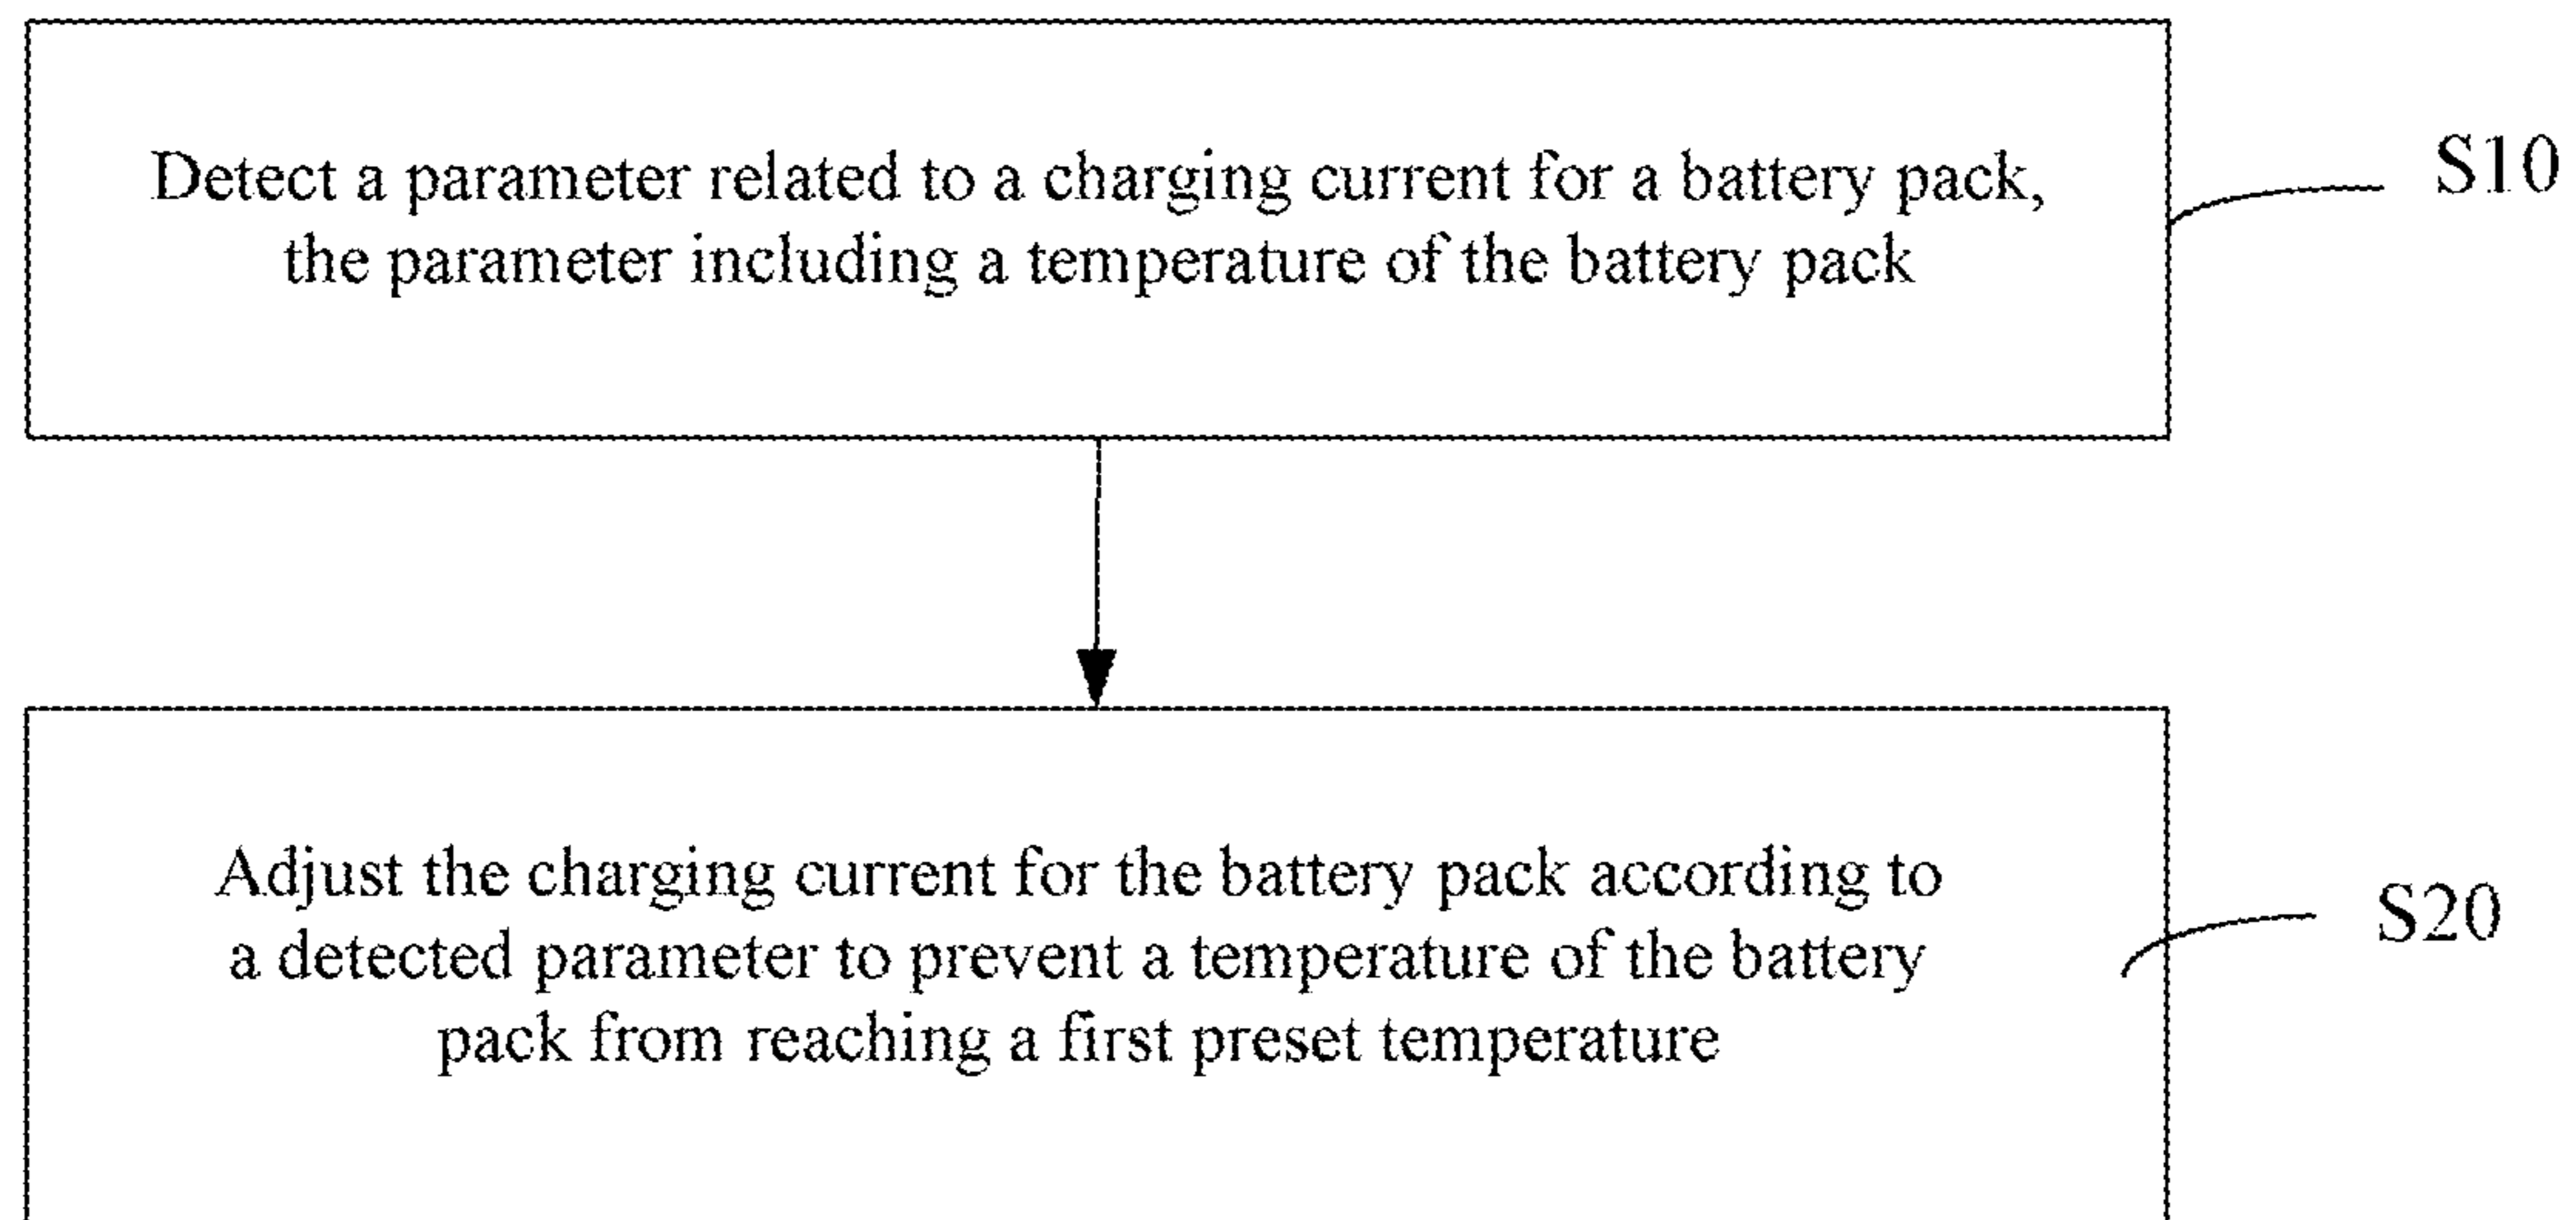 Detect a parameter related to a charging current for a battery pack,
the parameter including a temperature of the battery pack
S10
Adjust the charging current for the battery pack according to
a detected parameter to prevent a temperature of the battery
pack from reaching a first preset temperature
S20